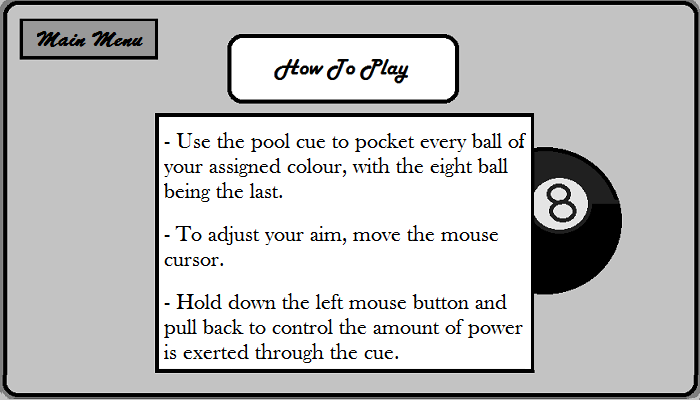 Main Menu
How To Play
- Use the pool cue to pocket every ball of
your assigned colour, with the eight ball
being the last.
- To adjust your aim, move the mouse
cursor.
- Hold down the left mouse button and
pull back to control the amount of power
is exerted through the cue.
8